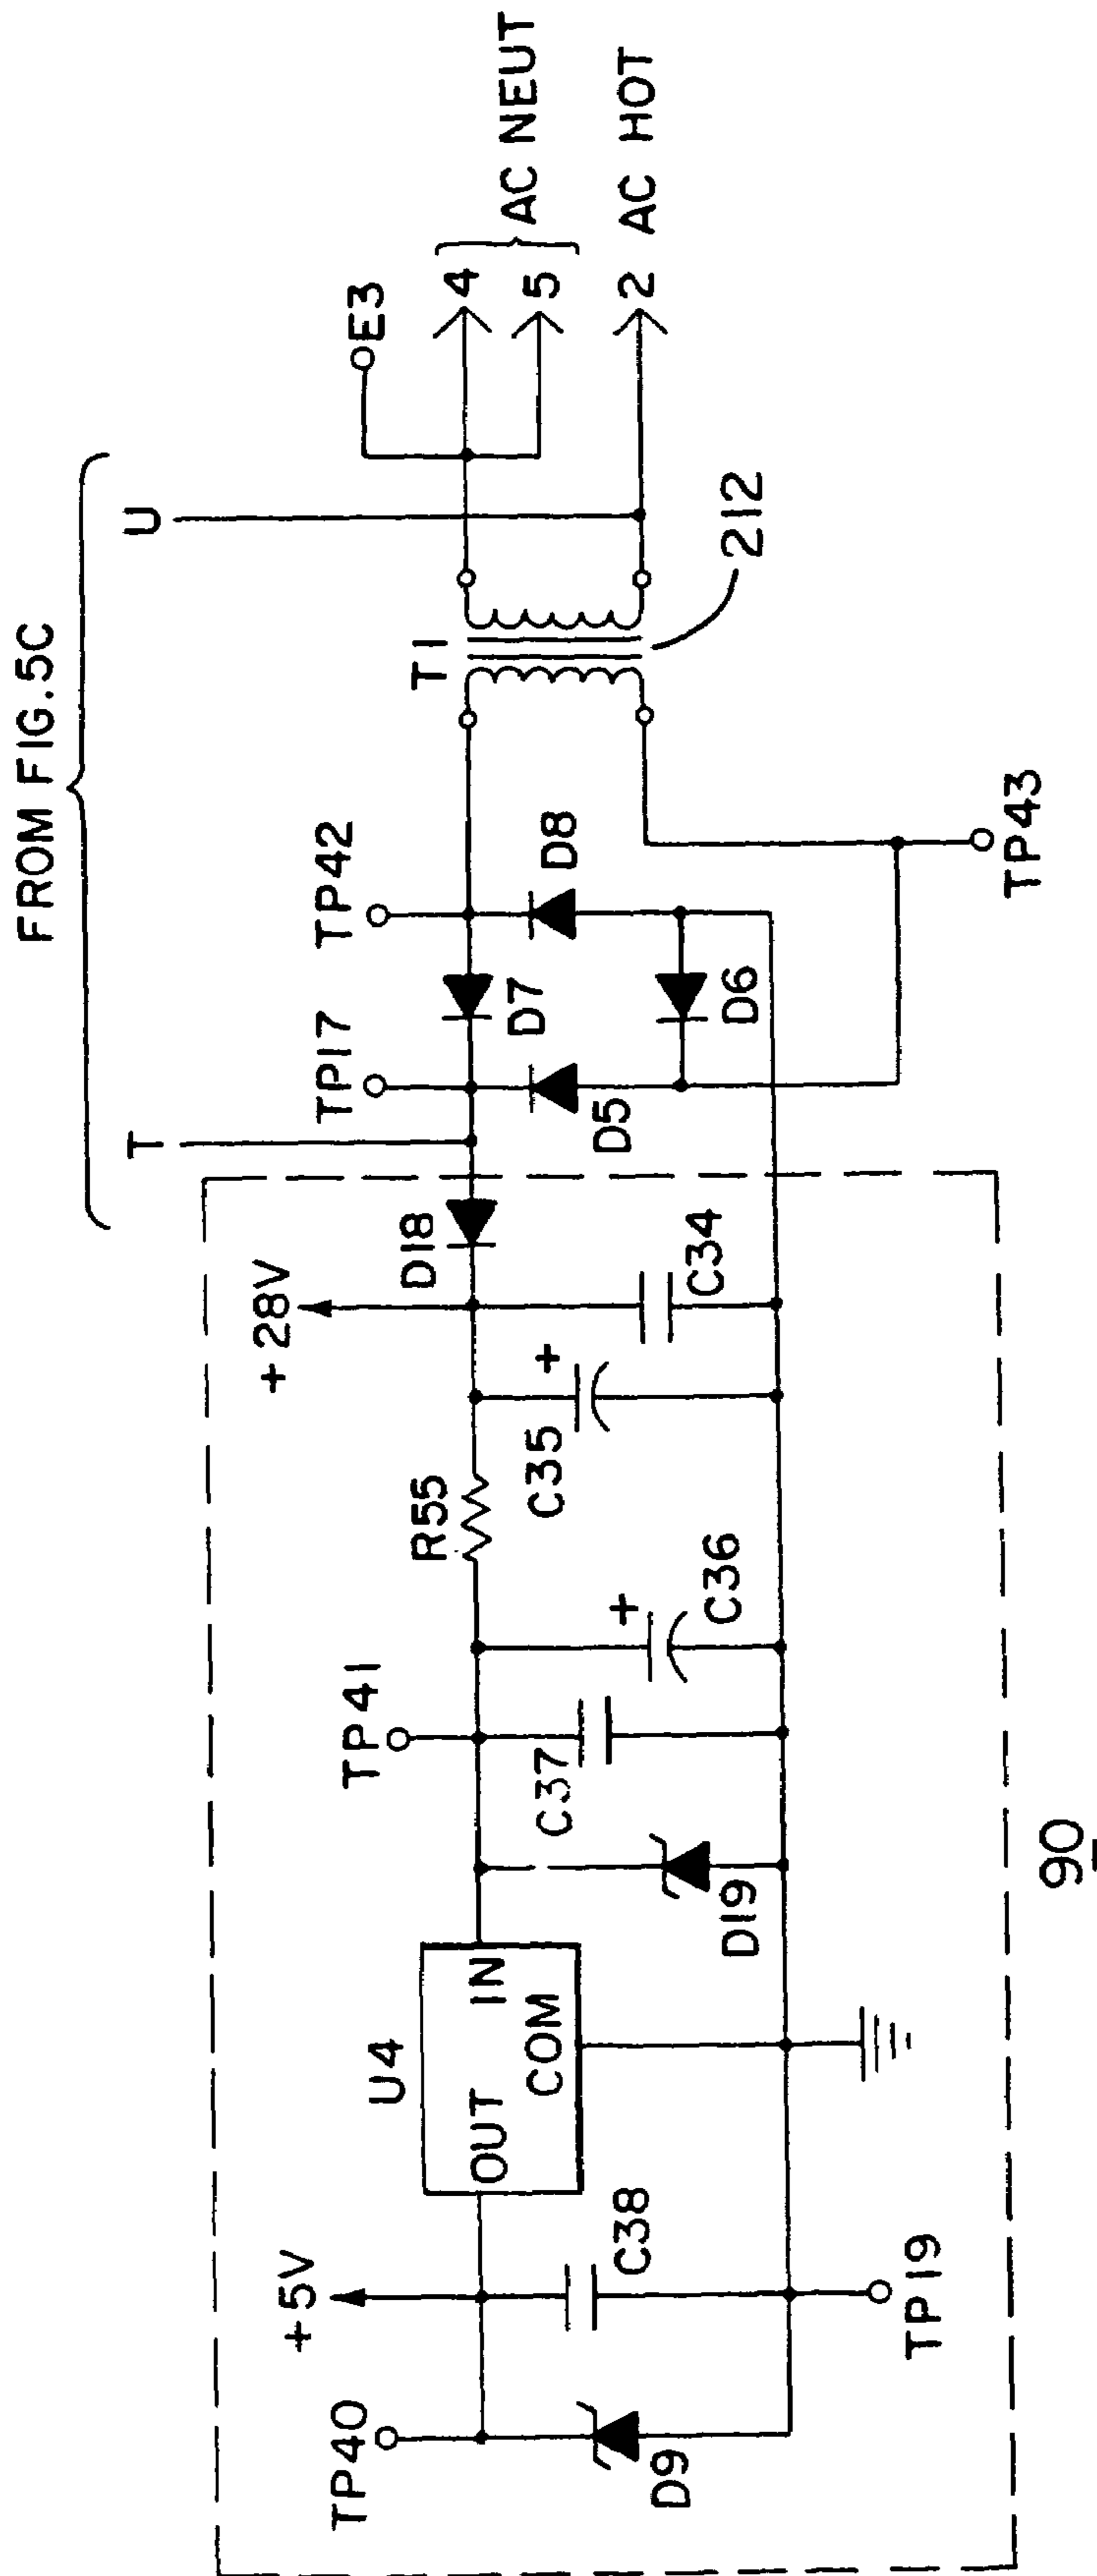 FROM FIG.5C
T
U
E3
4
5
AC NEUT
2
AC HOT
T1
212
TP42
TP17
D7
D8
D5
D6
TP43
+28V
D18
C34
C35
R55
TP41
C36
C37
D19
U4
IN
OUT
COM
+5V
C38
TP40
D9
TP19
90